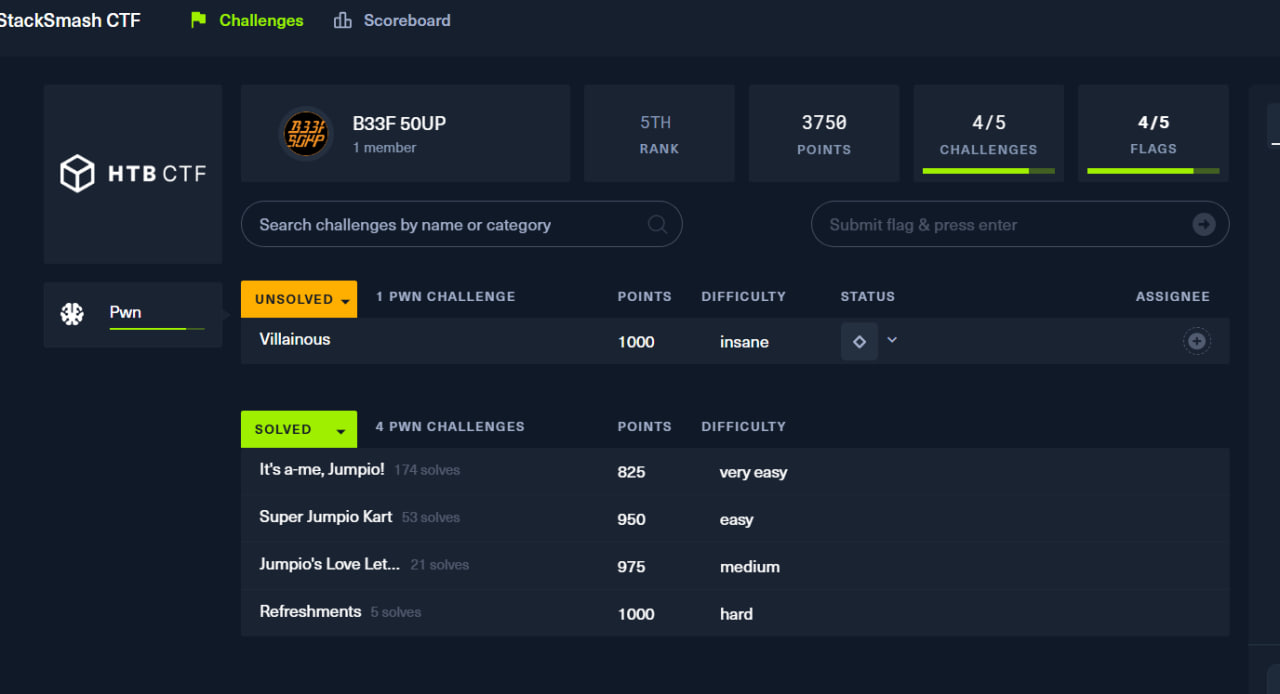 StackSmash CTF Challenges Scoreboard
HTB CTF
B33F 50UP
B33F 50UP
1 member
5TH
RANK
3750
POINTS
4/5
CHALLENGES
4/5
FLAGS
Search challenges by name or category
Submit flag & press enter
Pwn
UNSOLVED 1 PWN CHALLENGE POINTS DIFFICULTY STATUS ASSIGNEE
Villainous 1000 insane
SOLVED 4 PWN CHALLENGES POINTS DIFFICULTY
It's a-me, Jumpio! 174 solves 825 very easy
Super Jumpio Kart 53 solves 950 easy
Jumpio's Love Let... 21 solves 975 medium
Refreshments 5 solves 1000 hard